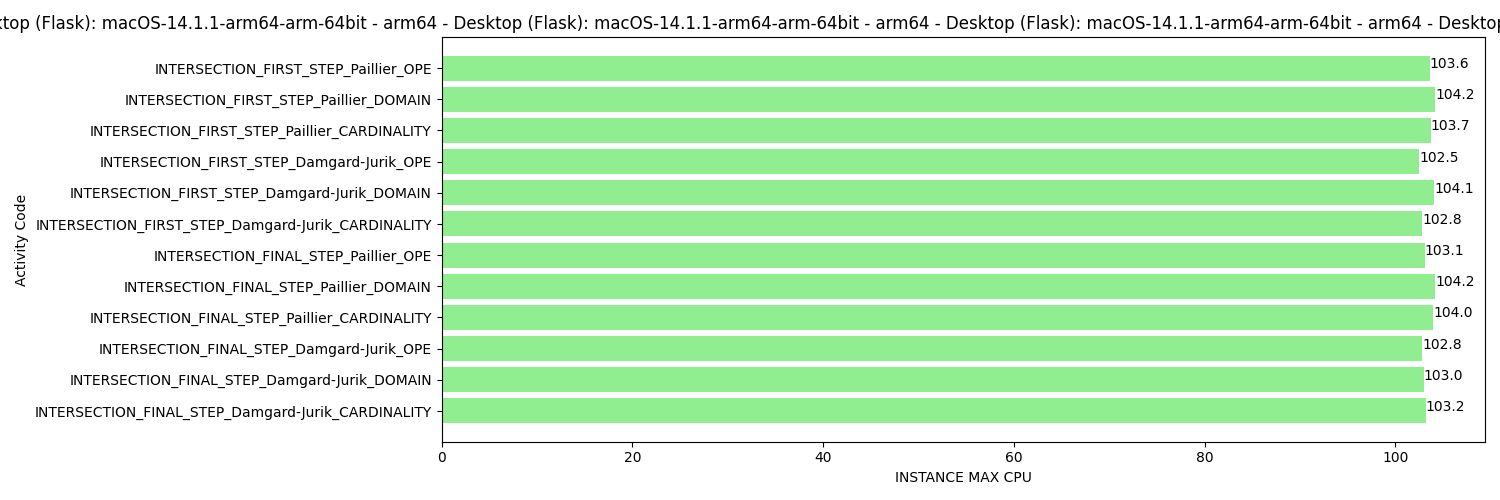 (Flask): macOS-14.1.1-arm64-arm-64bit - arm64 - Desktop (Flask): macOS-14.1.1-arm64-arm-64bit - arm64 - Desktop (Flask): macOS-14.1.1-arm64-arm-64bit - arm64 -
INTERSECTION_FIRST_STEP_Paillier_OPE 103.6
INTERSECTION_FIRST_STEP_Paillier_DOMAIN 104.2
INTERSECTION_FIRST_STEP_Paillier_CARDINALITY 103.7
INTERSECTION_FIRST_STEP_Damgard-Jurik_OPE 102.5
INTERSECTION_FIRST_STEP_Damgard-Jurik_DOMAIN 104.1
INTERSECTION_FIRST_STEP_Damgard-Jurik_CARDINALITY 102.8
INTERSECTION_FINAL_STEP_Paillier_OPE 103.1
INTERSECTION_FINAL_STEP_Paillier_DOMAIN 104.2
INTERSECTION_FINAL_STEP_Paillier_CARDINALITY 104.0
INTERSECTION_FINAL_STEP_Damgard-Jurik_OPE 102.8
INTERSECTION_FINAL_STEP_Damgard-Jurik_DOMAIN 103.0
INTERSECTION_FINAL_STEP_Damgard-Jurik_CARDINALITY 103.2
Activity Code
0 20 40 60 80 100
INSTANCE MAX CPU